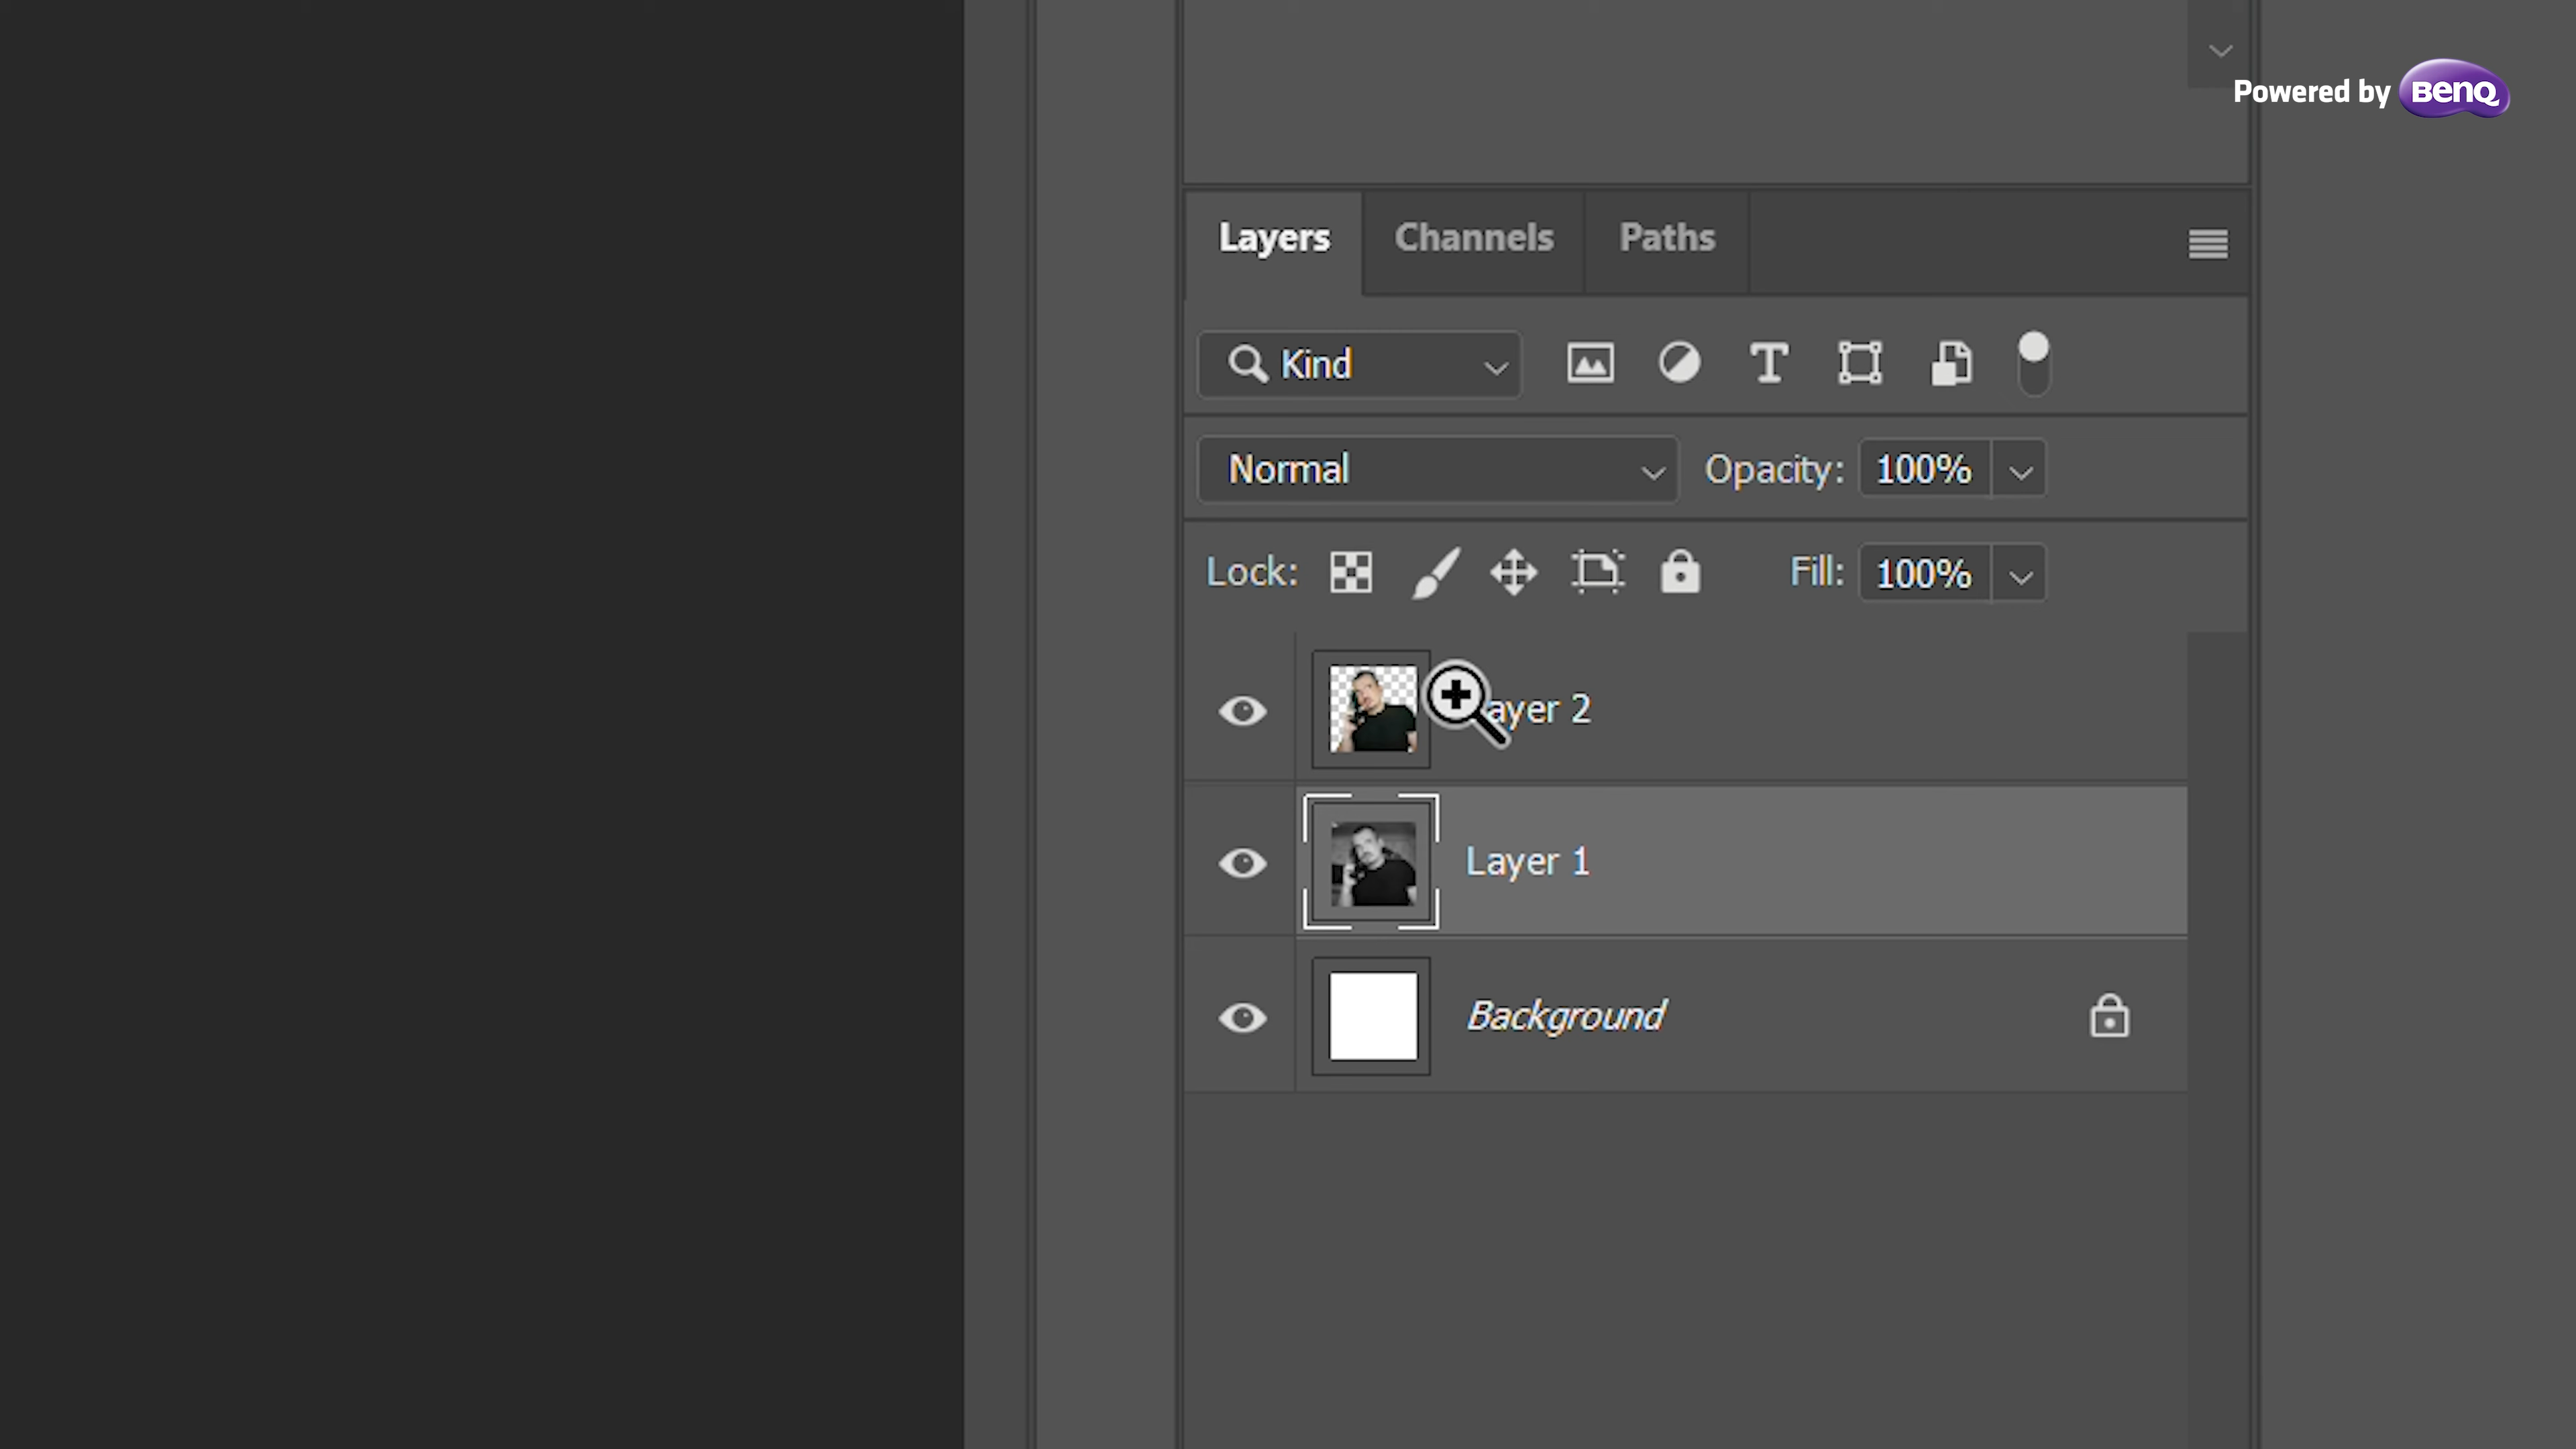 Powered by BenQ
Layers Channels Paths
Kind
Normal Opacity: 100%
Lock: Fill: 100%
ayer 2
Layer 1
Background